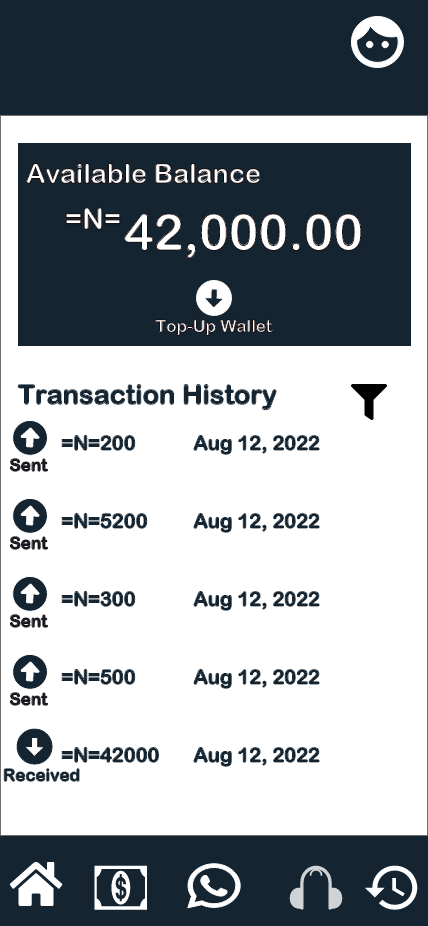 Available Balance
=N=42,000.00
Top-Up Wallet
Transaction History
=N=200 Aug 12, 2022
Sent
=N=5200 Aug 12, 2022
Sent
=N=300 Aug 12, 2022
Sent
=N=500 Aug 12, 2022
Sent
=N=42000 Aug 12, 2022
Received
$